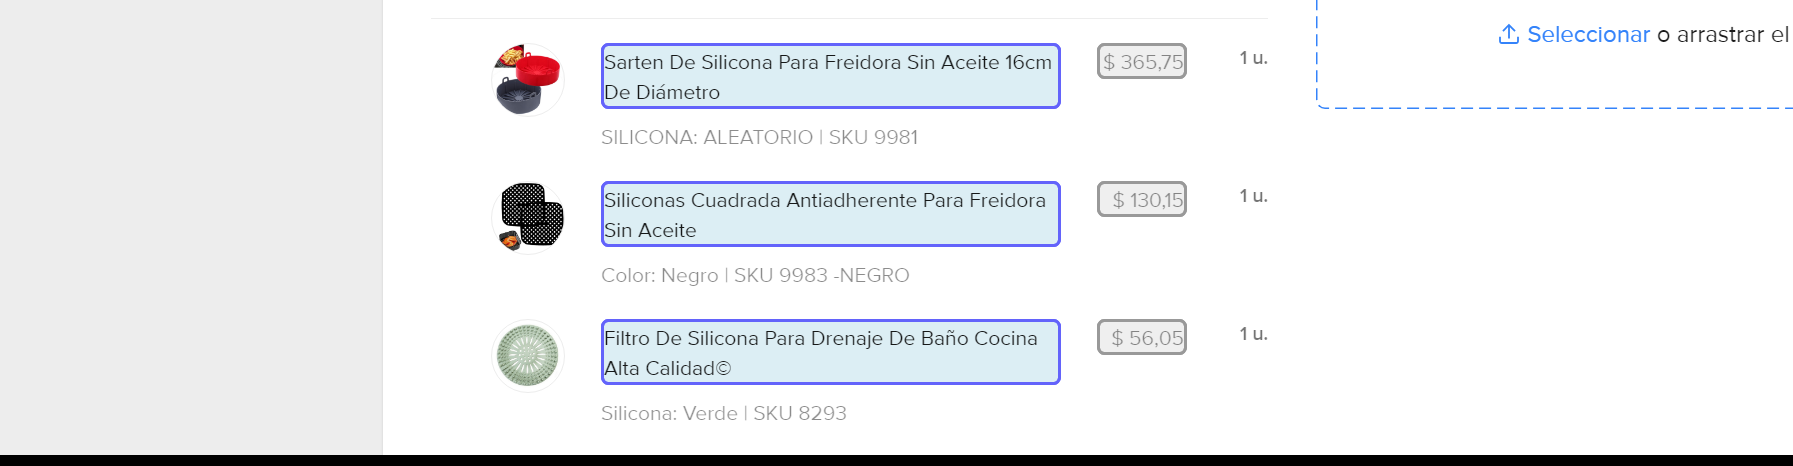 Seleccionar o arrastrar el
Sarten De Silicona Para Freidora Sin Aceite 16cm $ 365,75 1 u.
De Diámetro
SILICONA: ALEATORIO | SKU 9981
Siliconas Cuadrada Antiadherente Para Freidora $ 130,15 1 u.
Sin Aceite
Color: Negro | SKU 9983 -NEGRO
Filtro De Silicona Para Drenaje De Baño Cocina $ 56,05 1 u.
Alta Calidad©
Silicona: Verde | SKU 8293